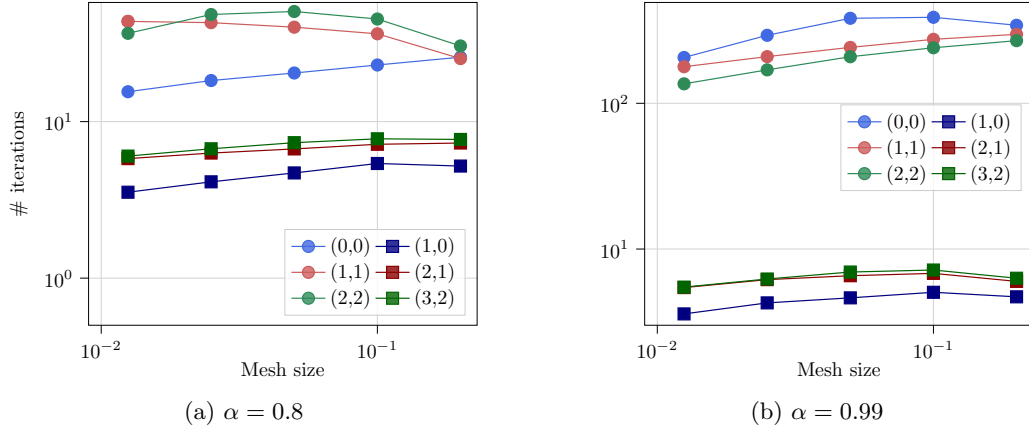 # iterations
10^1
10^0
(0,0) (1,0)
(1,1) (2,1)
(2,2) (3,2)
10^−2 10^−1
Mesh size
(a) α = 0.8
10^2
10^1
(0,0) (1,0)
(1,1) (2,1)
(2,2) (3,2)
10^−2 10^−1
Mesh size
(b) α = 0.99